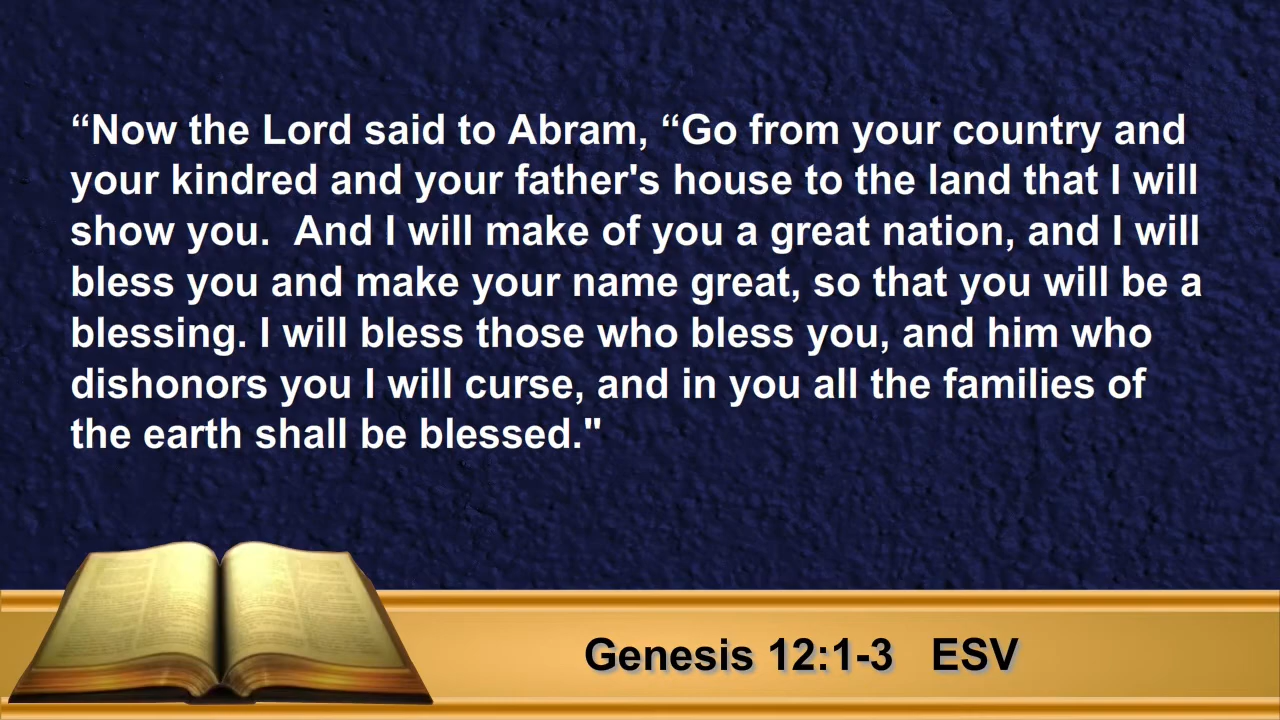 “Now the Lord said to Abram, “Go from your country and
your kindred and your father's house to the land that I will
show you.  And I will make of you a great nation, and I will
bless you and make your name great, so that you will be a
blessing. I will bless those who bless you, and him who
dishonors you I will curse, and in you all the families of
the earth shall be blessed."
Genesis 12:1-3   ESV